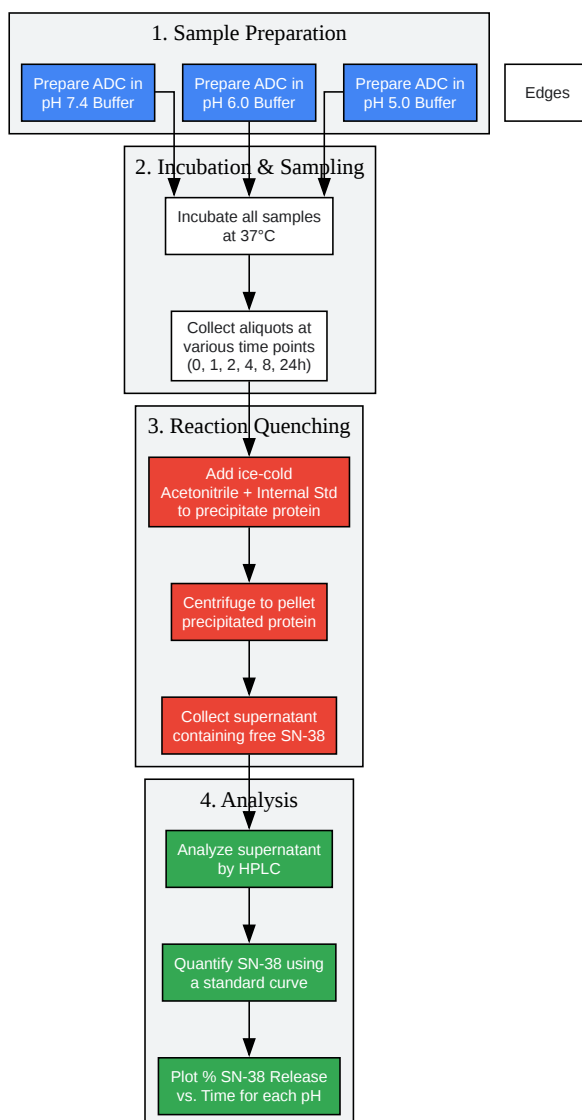 1. Sample Preparation
Prepare ADC in
pH 7.4 Buffer
Prepare ADC in
pH 6.0 Buffer
Prepare ADC in
pH 5.0 Buffer
Edges
2. Incubation & Sampling
Incubate all samples
at 37°C
Collect aliquots at
various time points
(0, 1, 2, 4, 8, 24h)
3. Reaction Quenching
Add ice-cold
Acetonitrile + Internal Std
to precipitate protein
Centrifuge to pellet
precipitated protein
Collect supernatant
containing free SN-38
4. Analysis
Analyze supernatant
by HPLC
Quantify SN-38 using
a standard curve
Plot % SN-38 Release
vs. Time for each pH